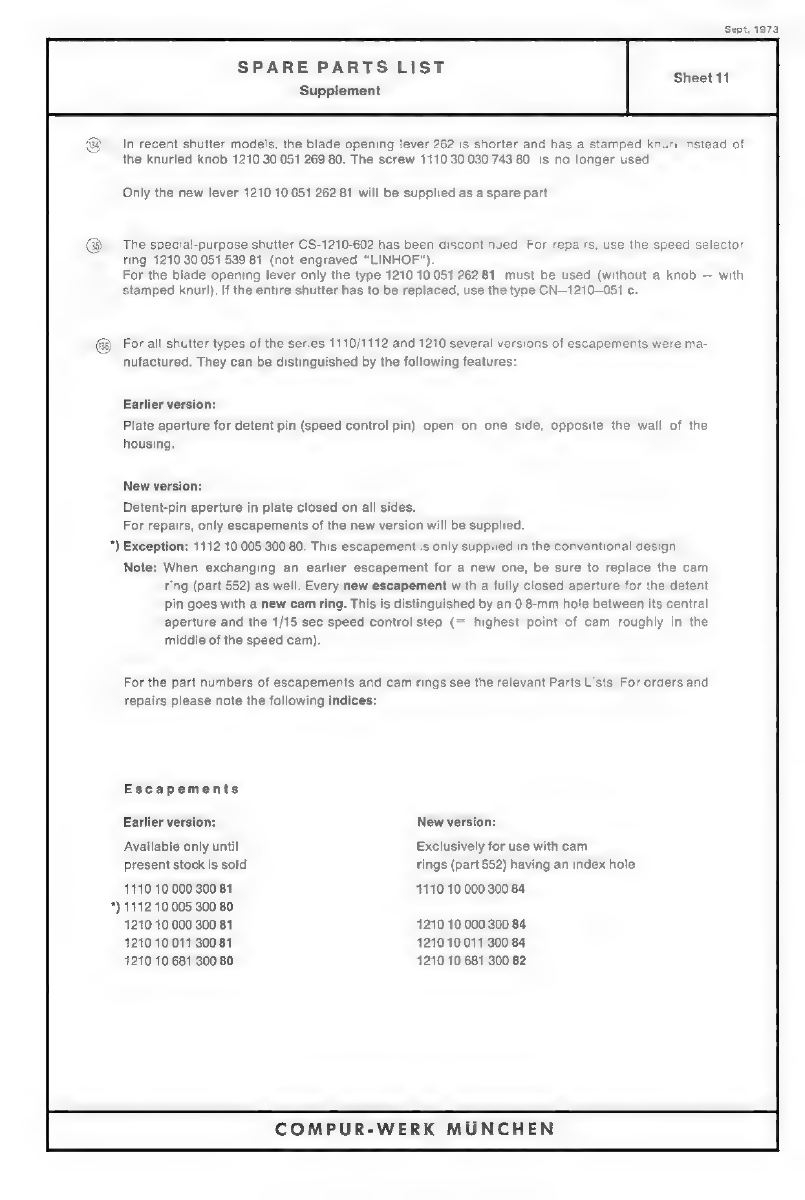 Sept. 1973
SPARE PARTS LIST
Supplement
Sheet 11
134 In recent shutter models, the blade opening lever 262 is shorter and has a stamped knurl instead of
the knurled knob 1210 30 051 269 80. The screw 1110 30 030 743 80 is no longer used
Only the new lever 1210 10 051 262 81 will be supplied as a spare part
The special-purpose shutter CS-1210-602 has been discontinued For repairs, use the speed selector
ring 1210 30 051 539 81 (not engraved "LINHOF").
For the blade opening lever only the type 1210 10 051 262 81 must be used (without a knob – with
stamped knurl). If the entire shutter has to be replaced, use the type CN–1210–051 c.
136 For all shutter types of the series 1110/1112 and 1210 several versions of escapements were ma-
nufactured. They can be distinguished by the following features:
Earlier version:
Plate aperture for detent pin (speed control pin) open on one side, opposite the wall of the
housing.
New version:
Detent-pin aperture in plate closed on all sides.
For repairs, only escapements of the new version will be supplied.
*) Exception: 1112 10 005 300 80. This escapement is only supplied in the conventional design
Note: When exchanging an earlier escapement for a new one, be sure to replace the cam
ring (part 552) as well. Every new escapement with a fully closed aperture for the detent
pin goes with a new cam ring. This is distinguished by an 0 8-mm hole between its central
aperture and the 1/15 sec speed control step (= highest point of cam roughly in the
middle of the speed cam).
For the part numbers of escapements and cam rings see the relevant Parts Lists For orders and
repairs please note the following indices:
Escapements
Earlier version:
New version:
Available only until
present stock is sold
Exclusively for use with cam
rings (part 552) having an index hole
1110 10 000 300 81
1110 10 000 300 84
*) 1112 10 005 300 80
1210 10 000 300 81
1210 10 000 300 84
1210 10 011 300 81
1210 10 011 300 84
1210 10 681 300 80
1210 10 681 300 82
COMPUR-WERK MÜNCHEN